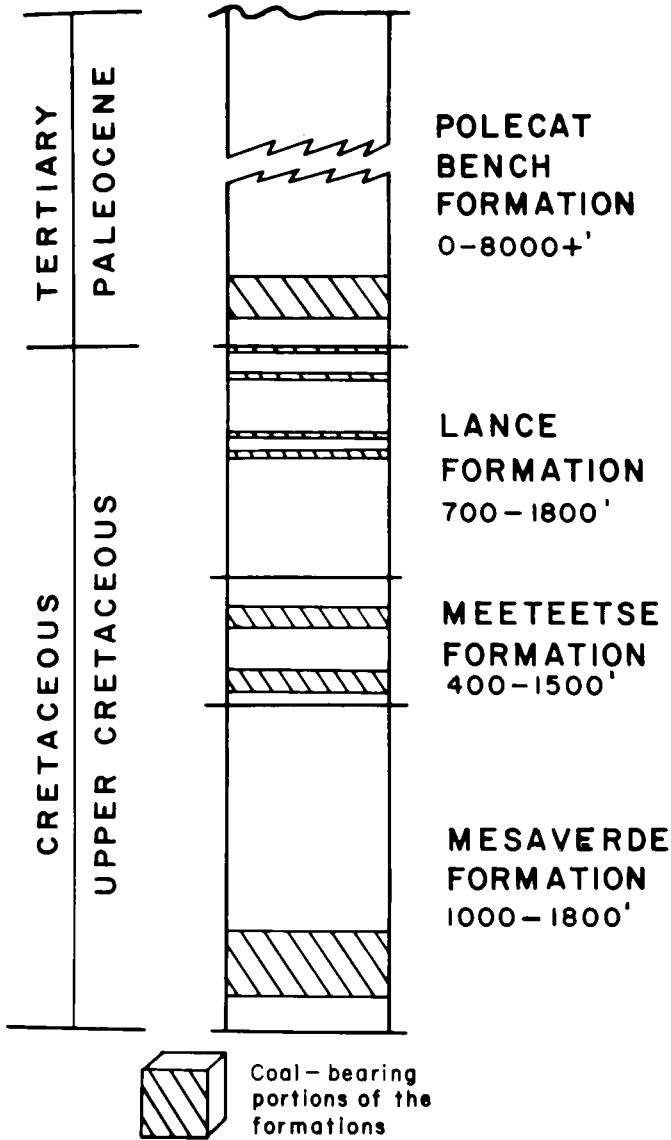 TERTIARY
PALEOCENE
POLECAT
BENCH
FORMATION
0-8000+'
CRETACEOUS
UPPER CRETACEOUS
LANCE
FORMATION
700-1800'
MEETEETSE
FORMATION
400-1500'
MESAVERDE
FORMATION
1000-1800'
Coal-bearing
portions of the
formations